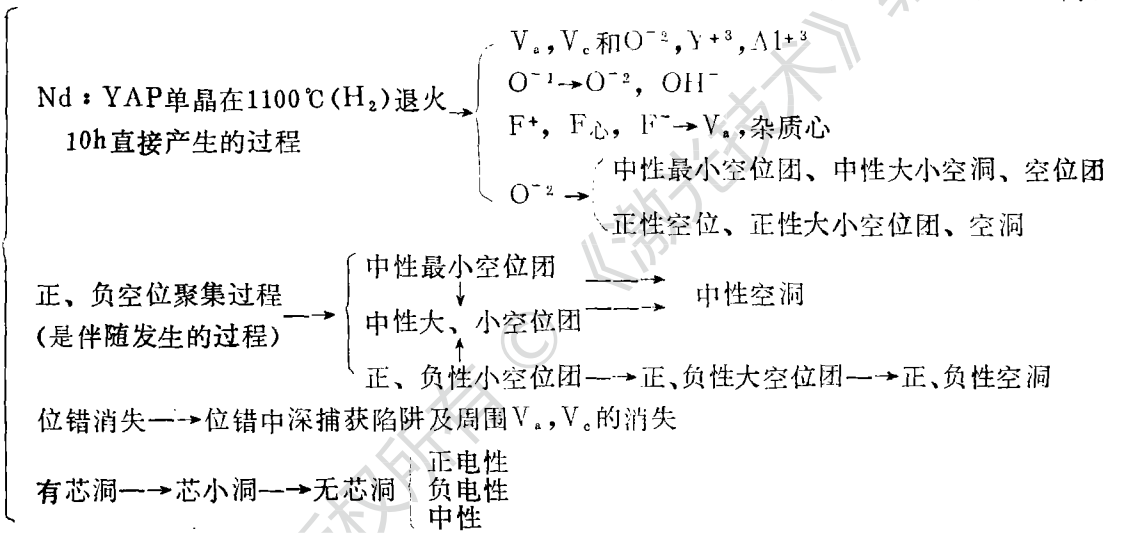 Vₐ,V꜀和O⁻²,Y⁺³,Al⁺³
Nd:YAP单晶在1100℃(H₂)退火→
10h直接产生的过程
O⁻¹→O⁻², OH⁻
F⁺, F心, F⁻→Vₐ,杂质心
O⁻²→
中性最小空位团、中性大小空洞、空位团
正性空位、正性大小空位团、空洞
正、负空位聚集过程
(是伴随发生的过程)
中性最小空位团
中性大、小空位团
中性空洞
正、负性小空位团—→正、负性大空位团—→正、负性空洞
位错消失—→位错中深捕获陷阱及周围Vₐ,V꜀的消失
有芯洞—→芯小洞—→无芯洞
正电性
负电性
中性
版权所有 © 《激光技术》